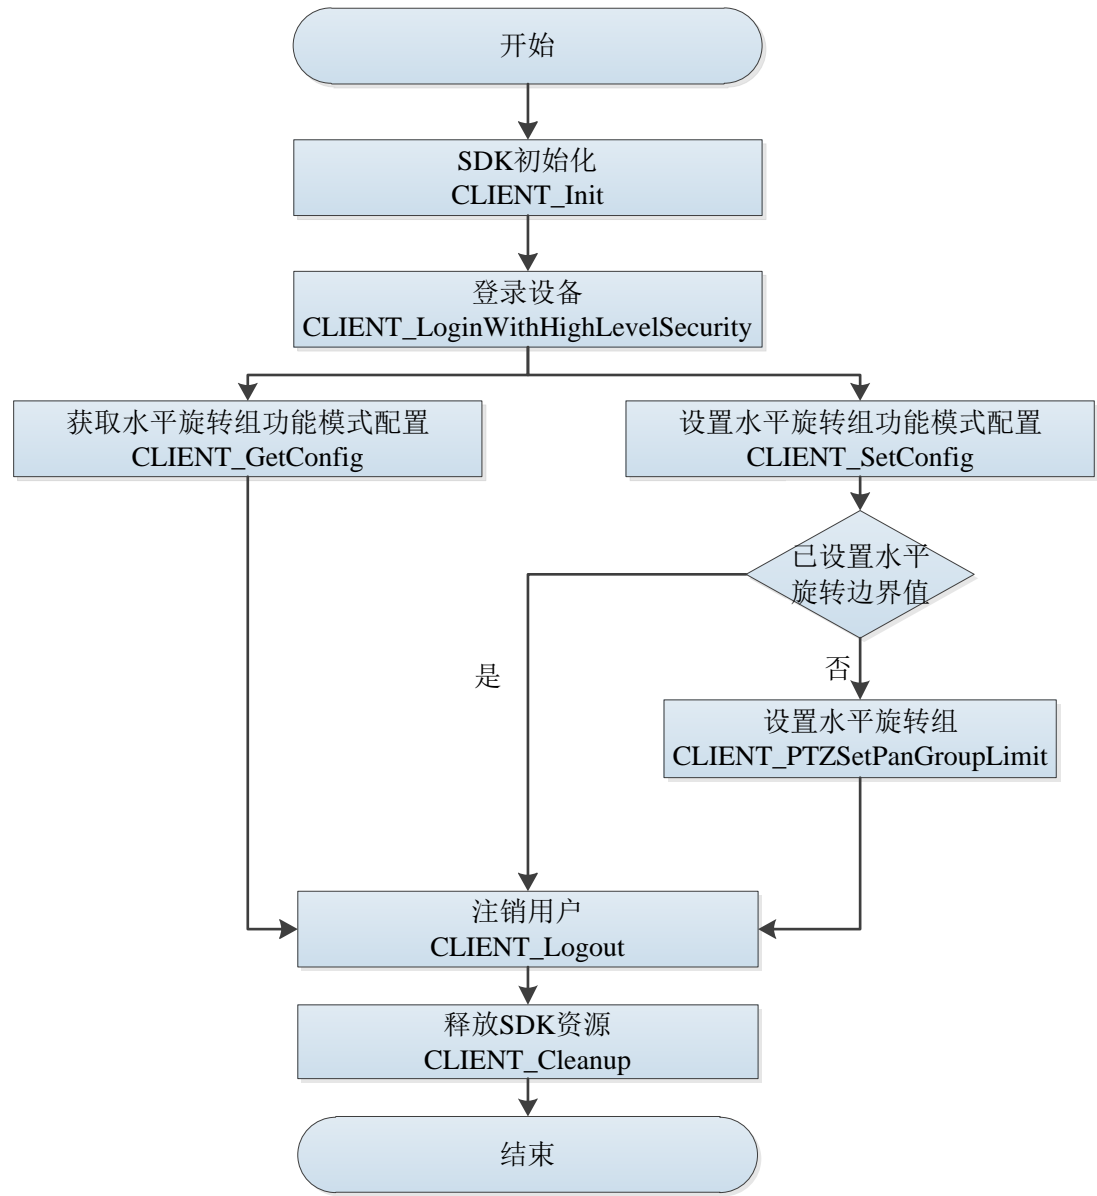 开始
SDK初始化
CLIENT_Init
登录设备
CLIENT_LoginWithHighLevelSecurity
获取水平旋转组功能模式配置
CLIENT_GetConfig
设置水平旋转组功能模式配置
CLIENT_SetConfig
已设置水平
旋转边界值
是
否
设置水平旋转组
CLIENT_PTZSetPanGroupLimit
注销用户
CLIENT_Logout
释放SDK资源
CLIENT_Cleanup
结束